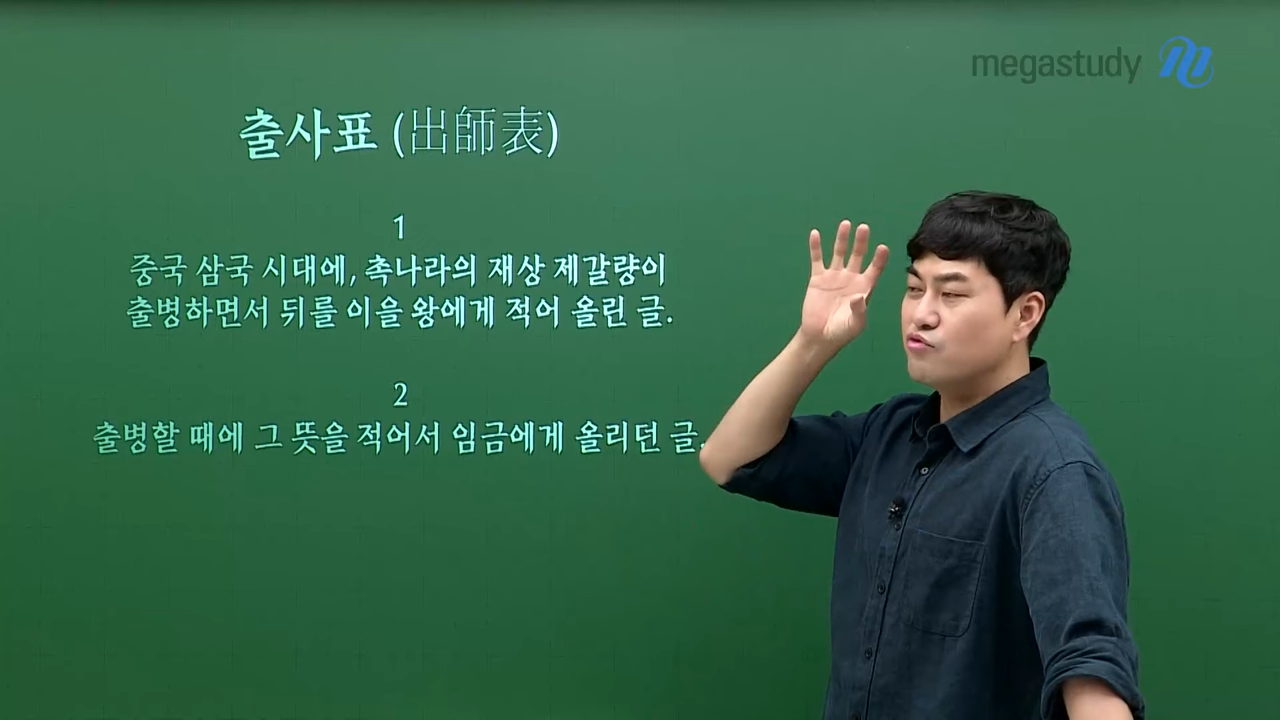 megastudy
출사표 (出師表)
1
중국 삼국 시대에, 촉나라의 재상 제갈량이
출병하면서 뒤를 이을 왕에게 적어 올린 글.
2
출병할 때에 그 뜻을 적어서 임금에게 올리던 글.